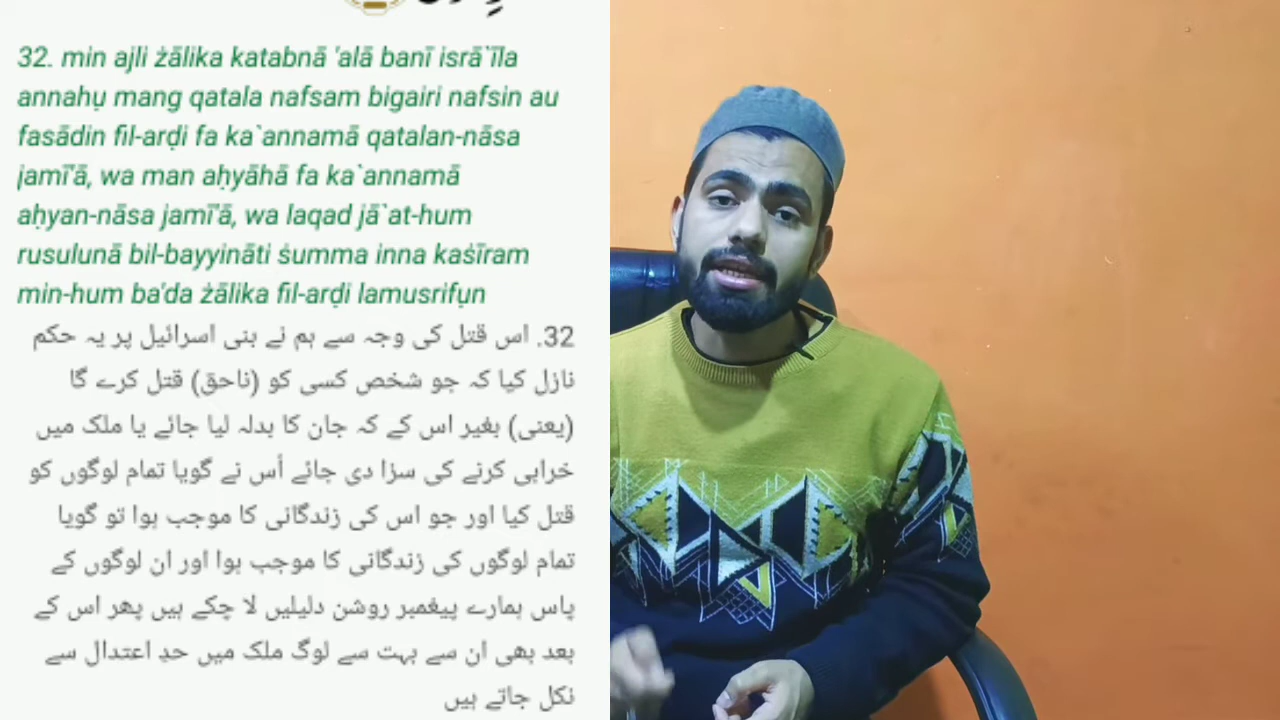 32. min ajli żālika katabnā 'alā banī isrā`īla
annahụ mang qatala nafsam bigairi nafsin au
fasādin fil-arḍi fa ka`annamā qatalan-nāsa
jamī'ā, wa man aḥyāhā fa ka`annamā
aḥyan-nāsa jamī'ā, wa laqad jā`at-hum
rusulunā bil-bayyināti ṡumma inna kaṡīram
min-hum ba'da żālika fil-arḍi lamusrifụn
32. اس قتل کی وجہ سے ہم نے بنی اسرائیل پر یہ حکم
نازل کیا کہ جو شخص کسی کو (ناحق) قتل کرے گا
(یعنی) بغیر اس کے کہ جان کا بدلہ لیا جائے یا ملک میں
خرابی کرنے کی سزا دی جائے اُس نے گویا تمام لوگوں کو
قتل کیا اور جو اس کی زندگانی کا موجب ہوا تو گویا
تمام لوگوں کی زندگانی کا موجب ہوا اور ان لوگوں کے
پاس ہمارے پیغمبر روشن دلیلیں لا چکے ہیں پھر اس کے
بعد بھی ان سے بہت سے لوگ ملک میں حدِ اعتدال سے
نکل جاتے ہیں